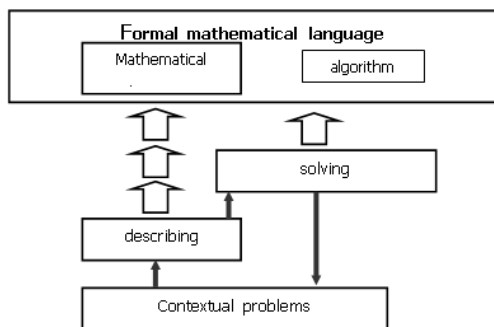 Formal mathematical language
Mathematical
algorithm
.
solving
describing
Contextual problems